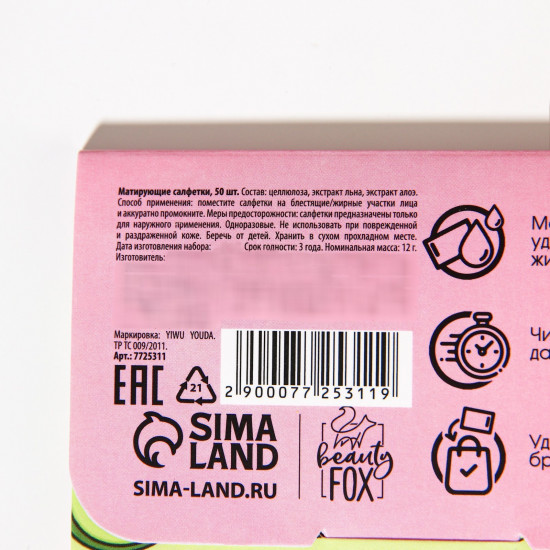 Матирующие салфетки, 50 шт. Состав: целлюлоза, экстракт льна, экстракт алоэ.
Способ применения: поместите салфетки на блестящие/жирные участки лица
и аккуратно промокните. Меры предосторожности: салфетки предназначены только
для наружного применения. Одноразовые. Не использовать при поврежденной
и раздраженной коже. Беречь от детей. Хранить в сухом прохладном месте.
Дата изготовления набора: Срок годности: 3 года. Номинальная масса: 12 г.
Изготовитель:
Маркировка: YIWU YOUDA.
ТР ТС 009/2011.
Арт.: 7725311
EAC
21
2 900077 253119
SIMA
LAND
SIMA-LAND.RU
beauty
FOX
Ма
уд
жи
Чи
да
Уд
бр